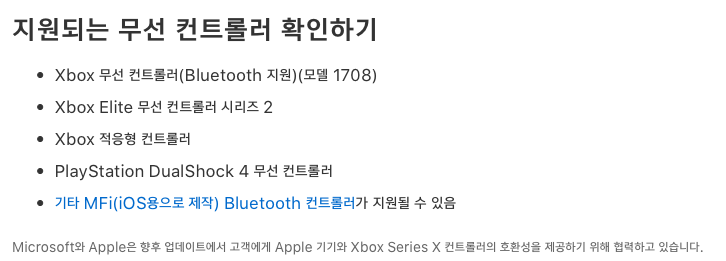 지원되는 무선 컨트롤러 확인하기
• Xbox 무선 컨트롤러(Bluetooth 지원)(모델 1708)
• Xbox Elite 무선 컨트롤러 시리즈 2
• Xbox 적응형 컨트롤러
• PlayStation DualShock 4 무선 컨트롤러
• 기타 MFi(iOS용으로 제작) Bluetooth 컨트롤러가 지원될 수 있음
Microsoft와 Apple은 향후 업데이트에서 고객에게 Apple 기기와 Xbox Series X 컨트롤러의 호환성을 제공하기 위해 협력하고 있습니다.